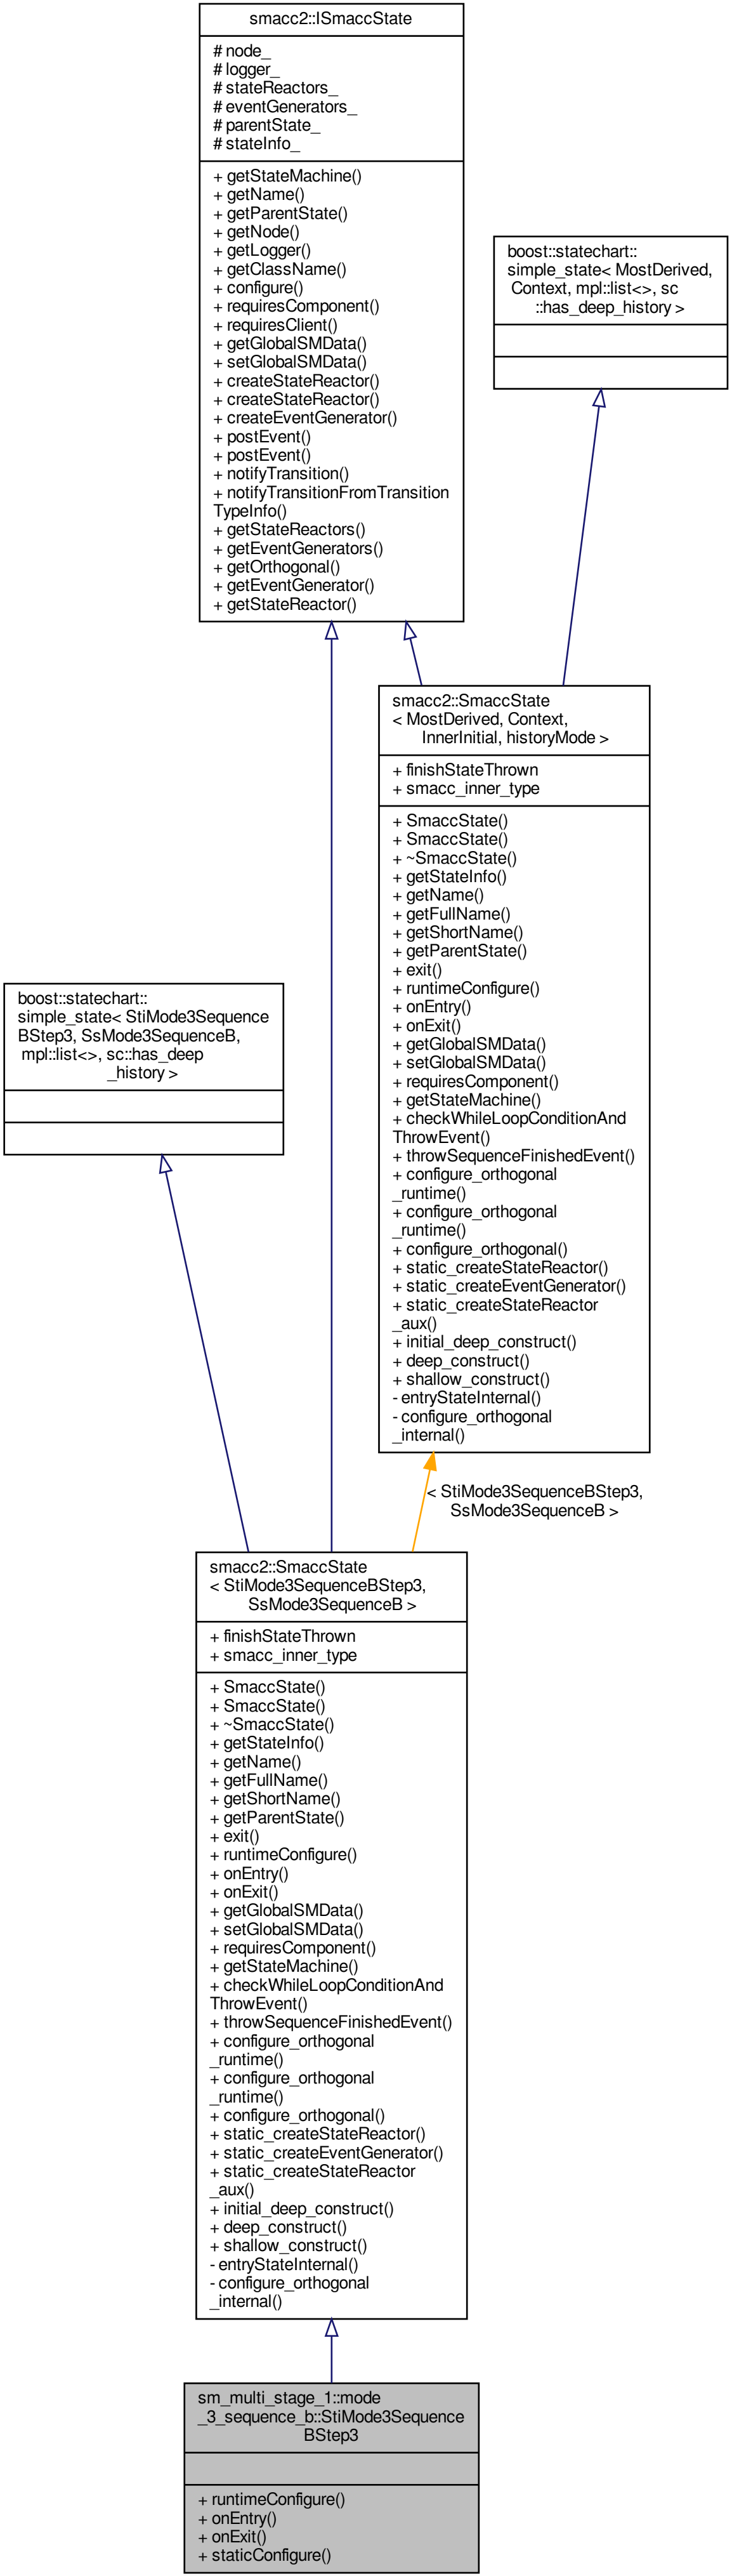 smacc2::ISmaccState
# node_
# logger_
# stateReactors_
# eventGenerators_
# parentState_
# stateInfo_
+ getStateMachine()
+ getName()
+ getParentState()
+ getNode()
+ getLogger()
+ getClassName()
+ configure()
+ requiresComponent()
+ requiresClient()
+ getGlobalSMData()
+ setGlobalSMData()
+ createStateReactor()
+ createStateReactor()
+ createEventGenerator()
+ postEvent()
+ postEvent()
+ notifyTransition()
+ notifyTransitionFromTransition
TypeInfo()
+ getStateReactors()
+ getEventGenerators()
+ getOrthogonal()
+ getEventGenerator()
+ getStateReactor()
boost::statechart::
simple_state< MostDerived,
Context, mpl::list<>, sc
::has_deep_history >
smacc2::SmaccState
< MostDerived, Context,
InnerInitial, historyMode >
+ finishStateThrown
+ smacc_inner_type
+ SmaccState()
+ SmaccState()
+ ~SmaccState()
+ getStateInfo()
+ getName()
+ getFullName()
+ getShortName()
+ getParentState()
+ exit()
+ runtimeConfigure()
+ onEntry()
+ onExit()
+ getGlobalSMData()
+ setGlobalSMData()
+ requiresComponent()
+ getStateMachine()
+ checkWhileLoopConditionAnd
ThrowEvent()
+ throwSequenceFinishedEvent()
+ configure_orthogonal
_runtime()
+ configure_orthogonal
_runtime()
+ configure_orthogonal()
+ static_createStateReactor()
+ static_createEventGenerator()
+ static_createStateReactor
_aux()
+ initial_deep_construct()
+ deep_construct()
+ shallow_construct()
- entryStateInternal()
- configure_orthogonal
_internal()
boost::statechart::
simple_state< StiMode3Sequence
BStep3, SsMode3SequenceB,
mpl::list<>, sc::has_deep
_history >
< StiMode3SequenceBStep3,
SsMode3SequenceB >
smacc2::SmaccState
< StiMode3SequenceBStep3,
SsMode3SequenceB >
+ finishStateThrown
+ smacc_inner_type
+ SmaccState()
+ SmaccState()
+ ~SmaccState()
+ getStateInfo()
+ getName()
+ getFullName()
+ getShortName()
+ getParentState()
+ exit()
+ runtimeConfigure()
+ onEntry()
+ onExit()
+ getGlobalSMData()
+ setGlobalSMData()
+ requiresComponent()
+ getStateMachine()
+ checkWhileLoopConditionAnd
ThrowEvent()
+ throwSequenceFinishedEvent()
+ configure_orthogonal
_runtime()
+ configure_orthogonal
_runtime()
+ configure_orthogonal()
+ static_createStateReactor()
+ static_createEventGenerator()
+ static_createStateReactor
_aux()
+ initial_deep_construct()
+ deep_construct()
+ shallow_construct()
- entryStateInternal()
- configure_orthogonal
_internal()
sm_multi_stage_1::mode
_3_sequence_b::StiMode3Sequence
BStep3
+ runtimeConfigure()
+ onEntry()
+ onExit()
+ staticConfigure()